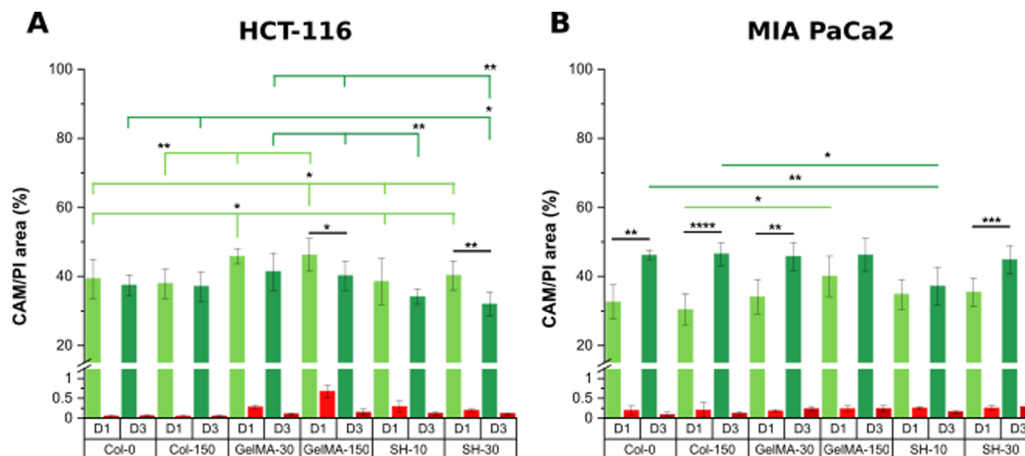 A
HCT-116
CAM/PI area (%)
100
80
60
40
20
1
0.5
0
**
*
**
**
*
*
*
**
D1 D3 D1 D3 D1 D3 D1 D3 D1 D3 D1 D3
Col-0 Col-150 GelMA-30 GelMA-150 SH-10 SH-30
B
MIA PaCa2
CAM/PI area (%)
100
80
60
40
20
1
0.5
0
*
**
*
** **** ** ***
D1 D3 D1 D3 D1 D3 D1 D3 D1 D3 D1 D3
Col-0 Col-150 GelMA-30 GelMA-150 SH-10 SH-30